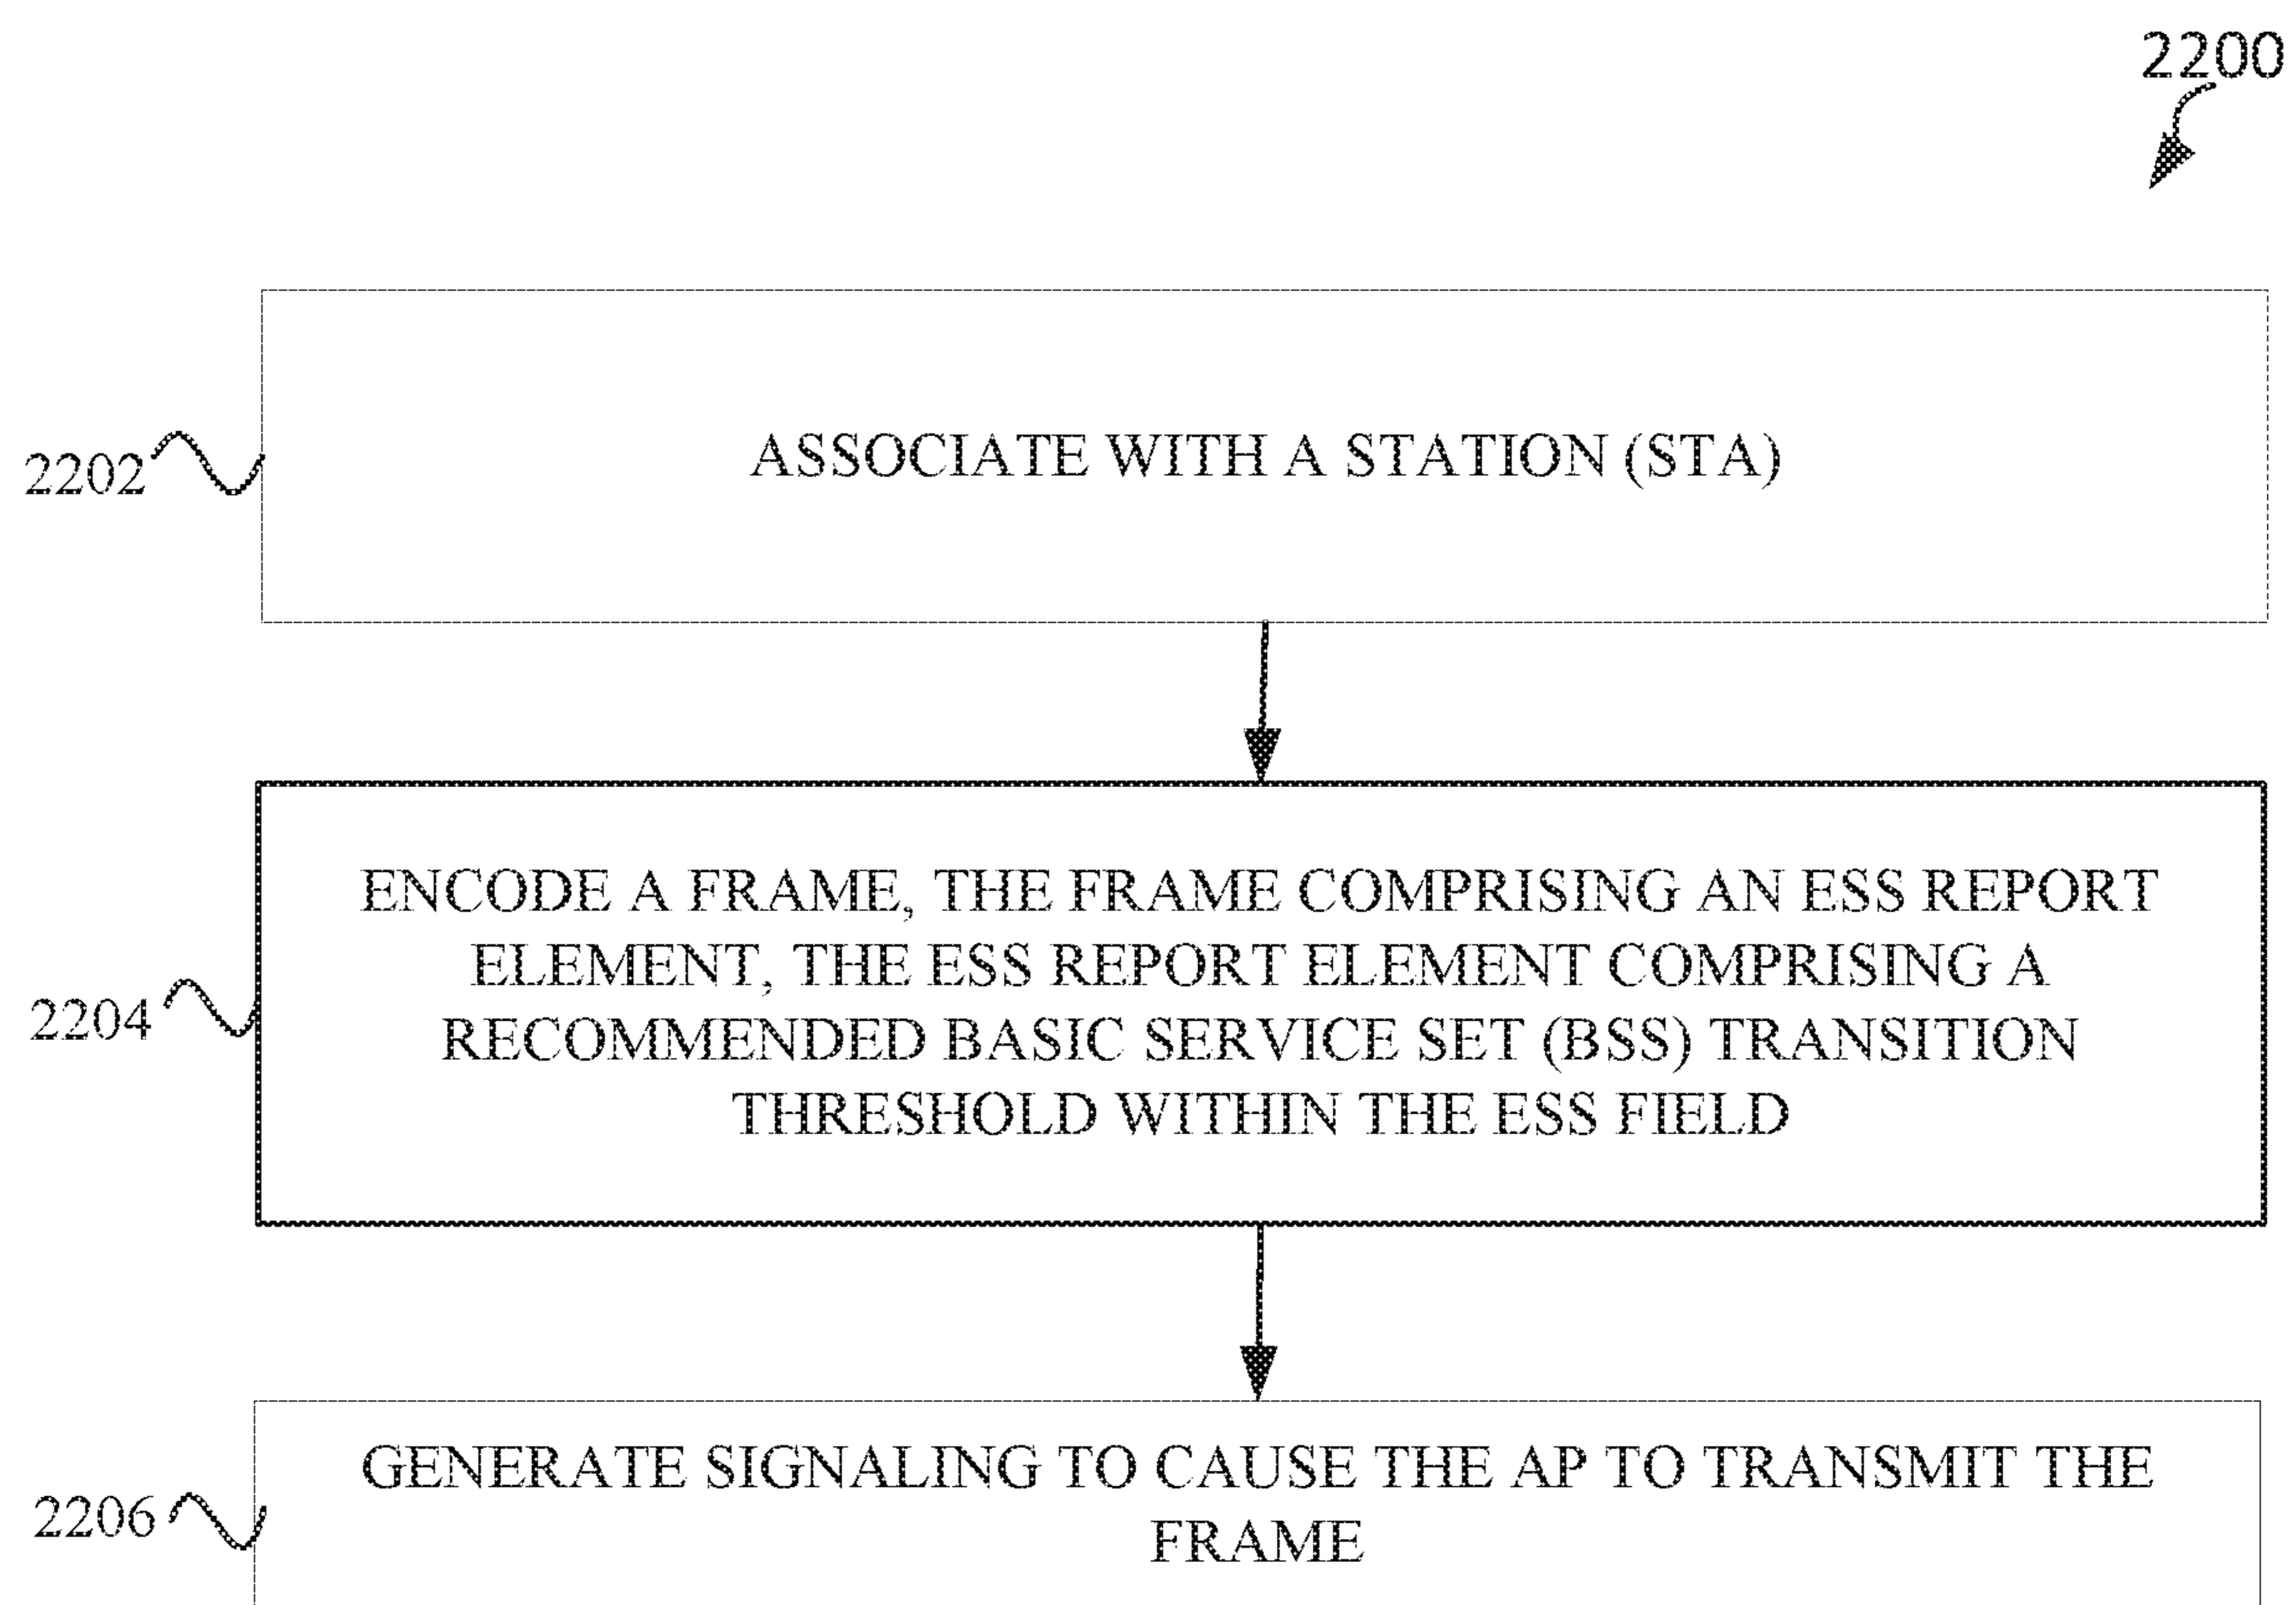 2200
2202
ASSOCIATE WITH A STATION (STA)
2204
ENCODE A FRAME, THE FRAME COMPRISING AN ESS REPORT
ELEMENT, THE ESS REPORT ELEMENT COMPRISING A
RECOMMENDED BASIC SERVICE SET (BSS) TRANSITION
THRESHOLD WITHIN THE ESS FIELD
2206
GENERATE SIGNALING TO CAUSE THE AP TO TRANSMIT THE
FRAME